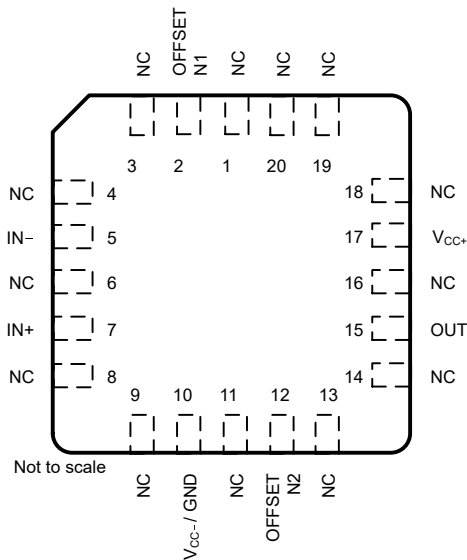 NC
OFFSET
N1
NC
NC
NC
3 2 1 20 19
NC 4
IN− 5
NC 6
IN+ 7
NC 8
18 NC
17 VCC+
16 NC
15 OUT
14 NC
9 10 11 12 13
Not to scale
NC
VCC− / GND
NC
OFFSET
N2
NC